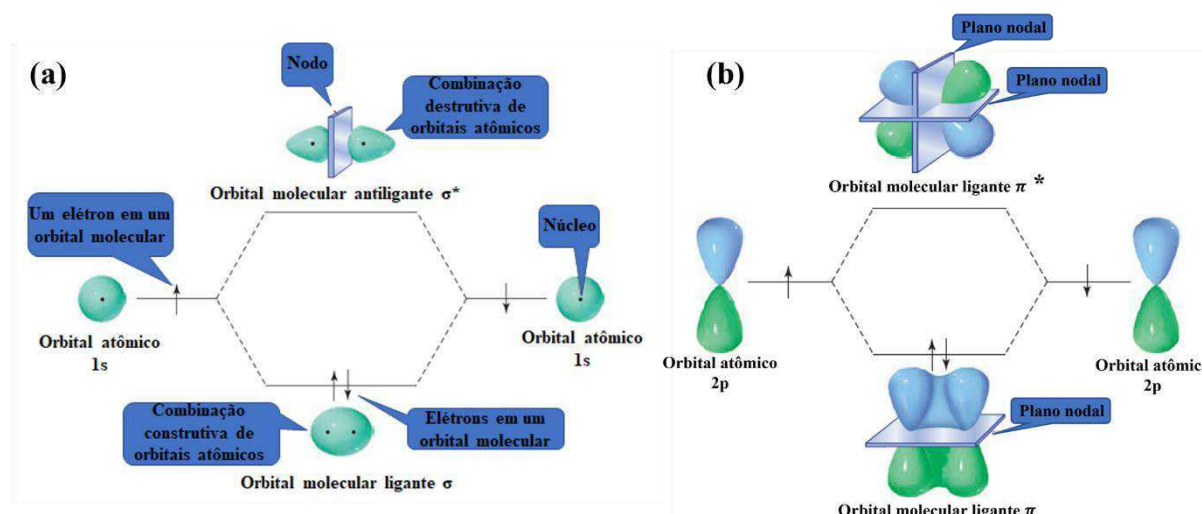 (a)
Nodo
Combinação
destrutiva de
orbitais atômicos
Orbital molecular antiligante σ*
Um elétron em um
orbital molecular
Núcleo
Orbital atômico
1s
Orbital atômico
1s
Combinação
construtiva de
orbitais atômicos
Elétrons em um
orbital molecular
Orbital molecular ligante σ
(b)
Plano nodal
Plano nodal
Orbital molecular ligante π *
Orbital atômico
2p
Orbital atômic
2p
Plano nodal
Orbital molecular ligante π